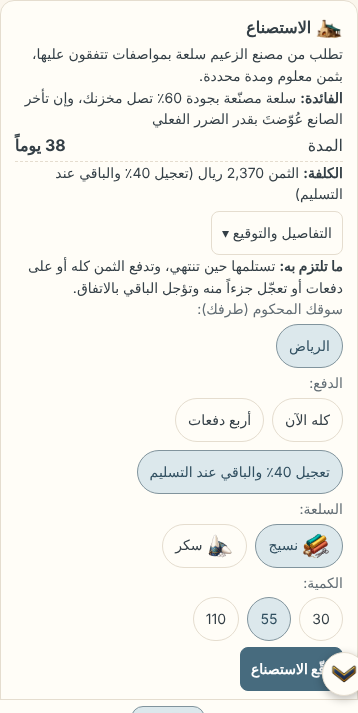 الاستصناع
تطلب من مصنع الزعيم سلعة بمواصفات تتفقون عليها،
بثمن معلوم ومدة محددة.
الفائدة: سلعة مصنّعة بجودة 60٪ تصل مخزنك، وإن تأخر
الصانع عُوّضتَ بقدر الضرر الفعلي
المدة 38 يوماً
الكلفة: الثمن 2,370 ريال (تعجيل 40٪ والباقي عند
التسليم)
التفاصيل والتوقيع ▾
ما تلتزم به: تستلمها حين تنتهي، وتدفع الثمن كله أو على
دفعات أو تعجّل جزءاً منه وتؤجل الباقي بالاتفاق.
سوقك المحكوم (طرفك):
الرياض
الدفع:
كله الآن أربع دفعات
تعجيل 40٪ والباقي عند التسليم
السلعة:
نسيج سكر
الكمية:
30 55 110
الاستصناع